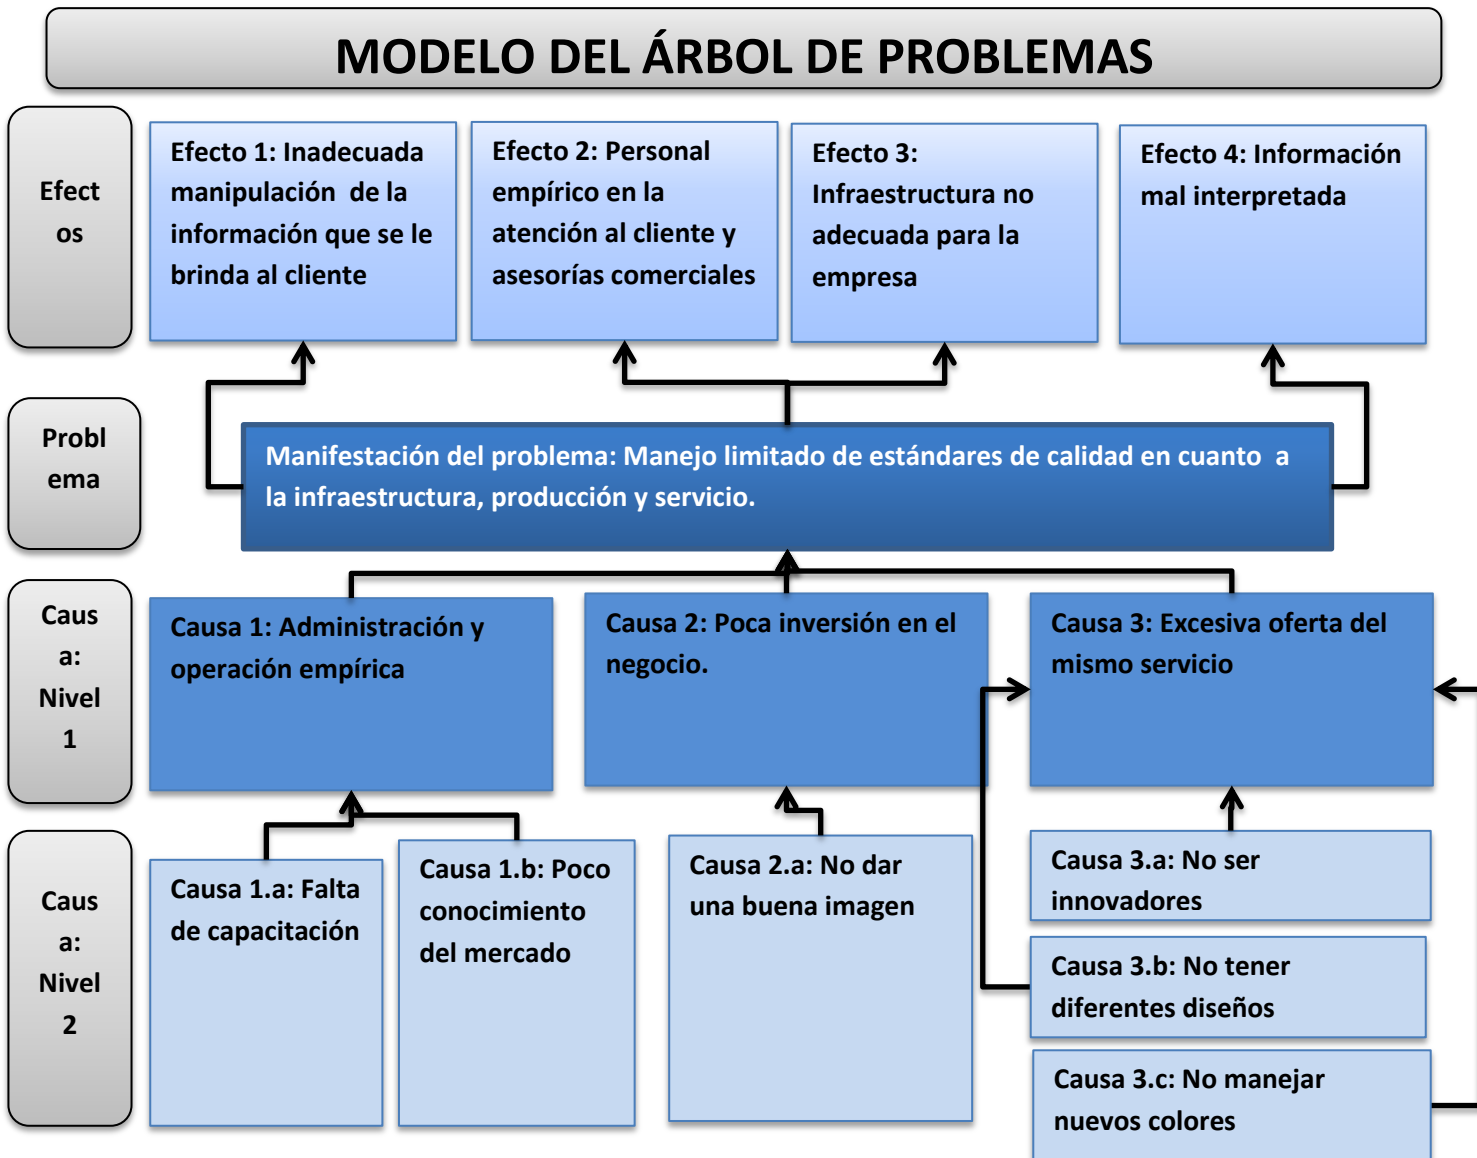 MODELO DEL ÁRBOL DE PROBLEMAS
Efect
os
Efecto 1: Inadecuada
manipulación de la
información que se le
brinda al cliente
Efecto 2: Personal
empírico en la
atención al cliente y
asesorías comerciales
Efecto 3:
Infraestructura no
adecuada para la
empresa
Efecto 4: Información
mal interpretada
Probl
ema
Manifestación del problema: Manejo limitado de estándares de calidad en cuanto a
la infraestructura, producción y servicio.
Caus
a:
Nivel
1
Causa 1: Administración y
operación empírica
Causa 2: Poca inversión en el
negocio.
Causa 3: Excesiva oferta del
mismo servicio
Caus
a:
Nivel
2
Causa 1.a: Falta
de capacitación
Causa 1.b: Poco
conocimiento
del mercado
Causa 2.a: No dar
una buena imagen
Causa 3.a: No ser
innovadores
Causa 3.b: No tener
diferentes diseños
Causa 3.c: No manejar
nuevos colores